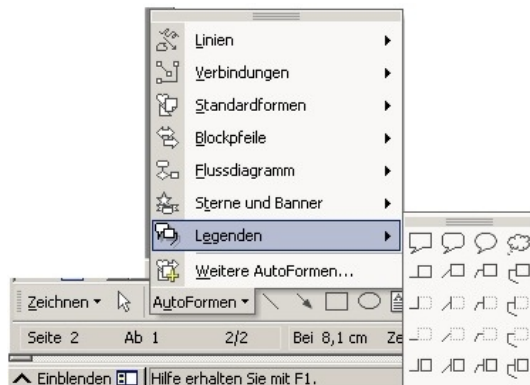 Linien
Verbindungen
Standardformen
Blockpfeile
Flussdiagramm
Sterne und Banner
Legenden
Weitere AutoFormen...
Zeichnen AutoFormen
Seite 2 Ab 1 2/2 Bei 8,1 cm Ze
Einblenden Hilfe erhalten Sie mit F1.